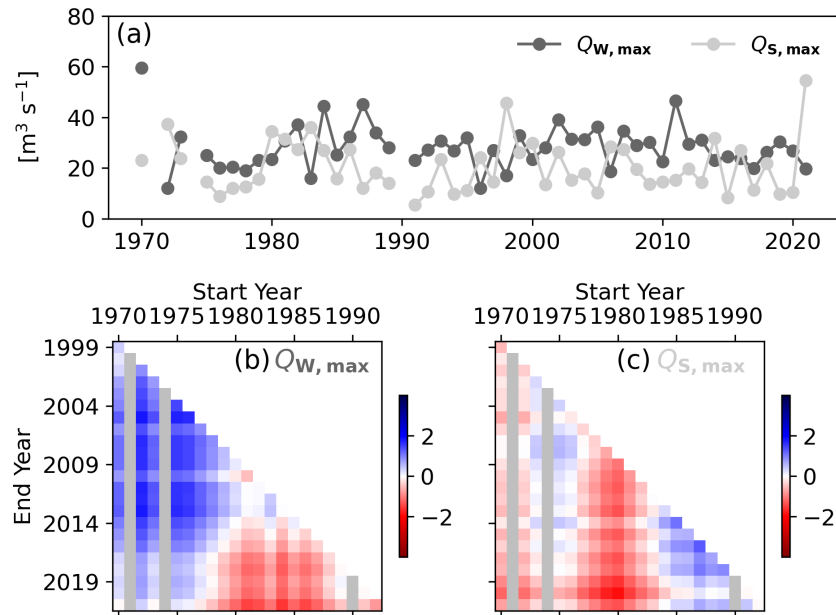 80
(a)
Q_W, max
Q_S, max
60
40
20
0
[m³ s⁻¹]
1970 1980 1990 2000 2010 2020
Start Year
1970 1975 1980 1985 1990
(b) Q_W, max
1999
2004
2009
2014
2019
End Year
2
0
−2
Start Year
1970 1975 1980 1985 1990
(c) Q_S, max
2
0
−2